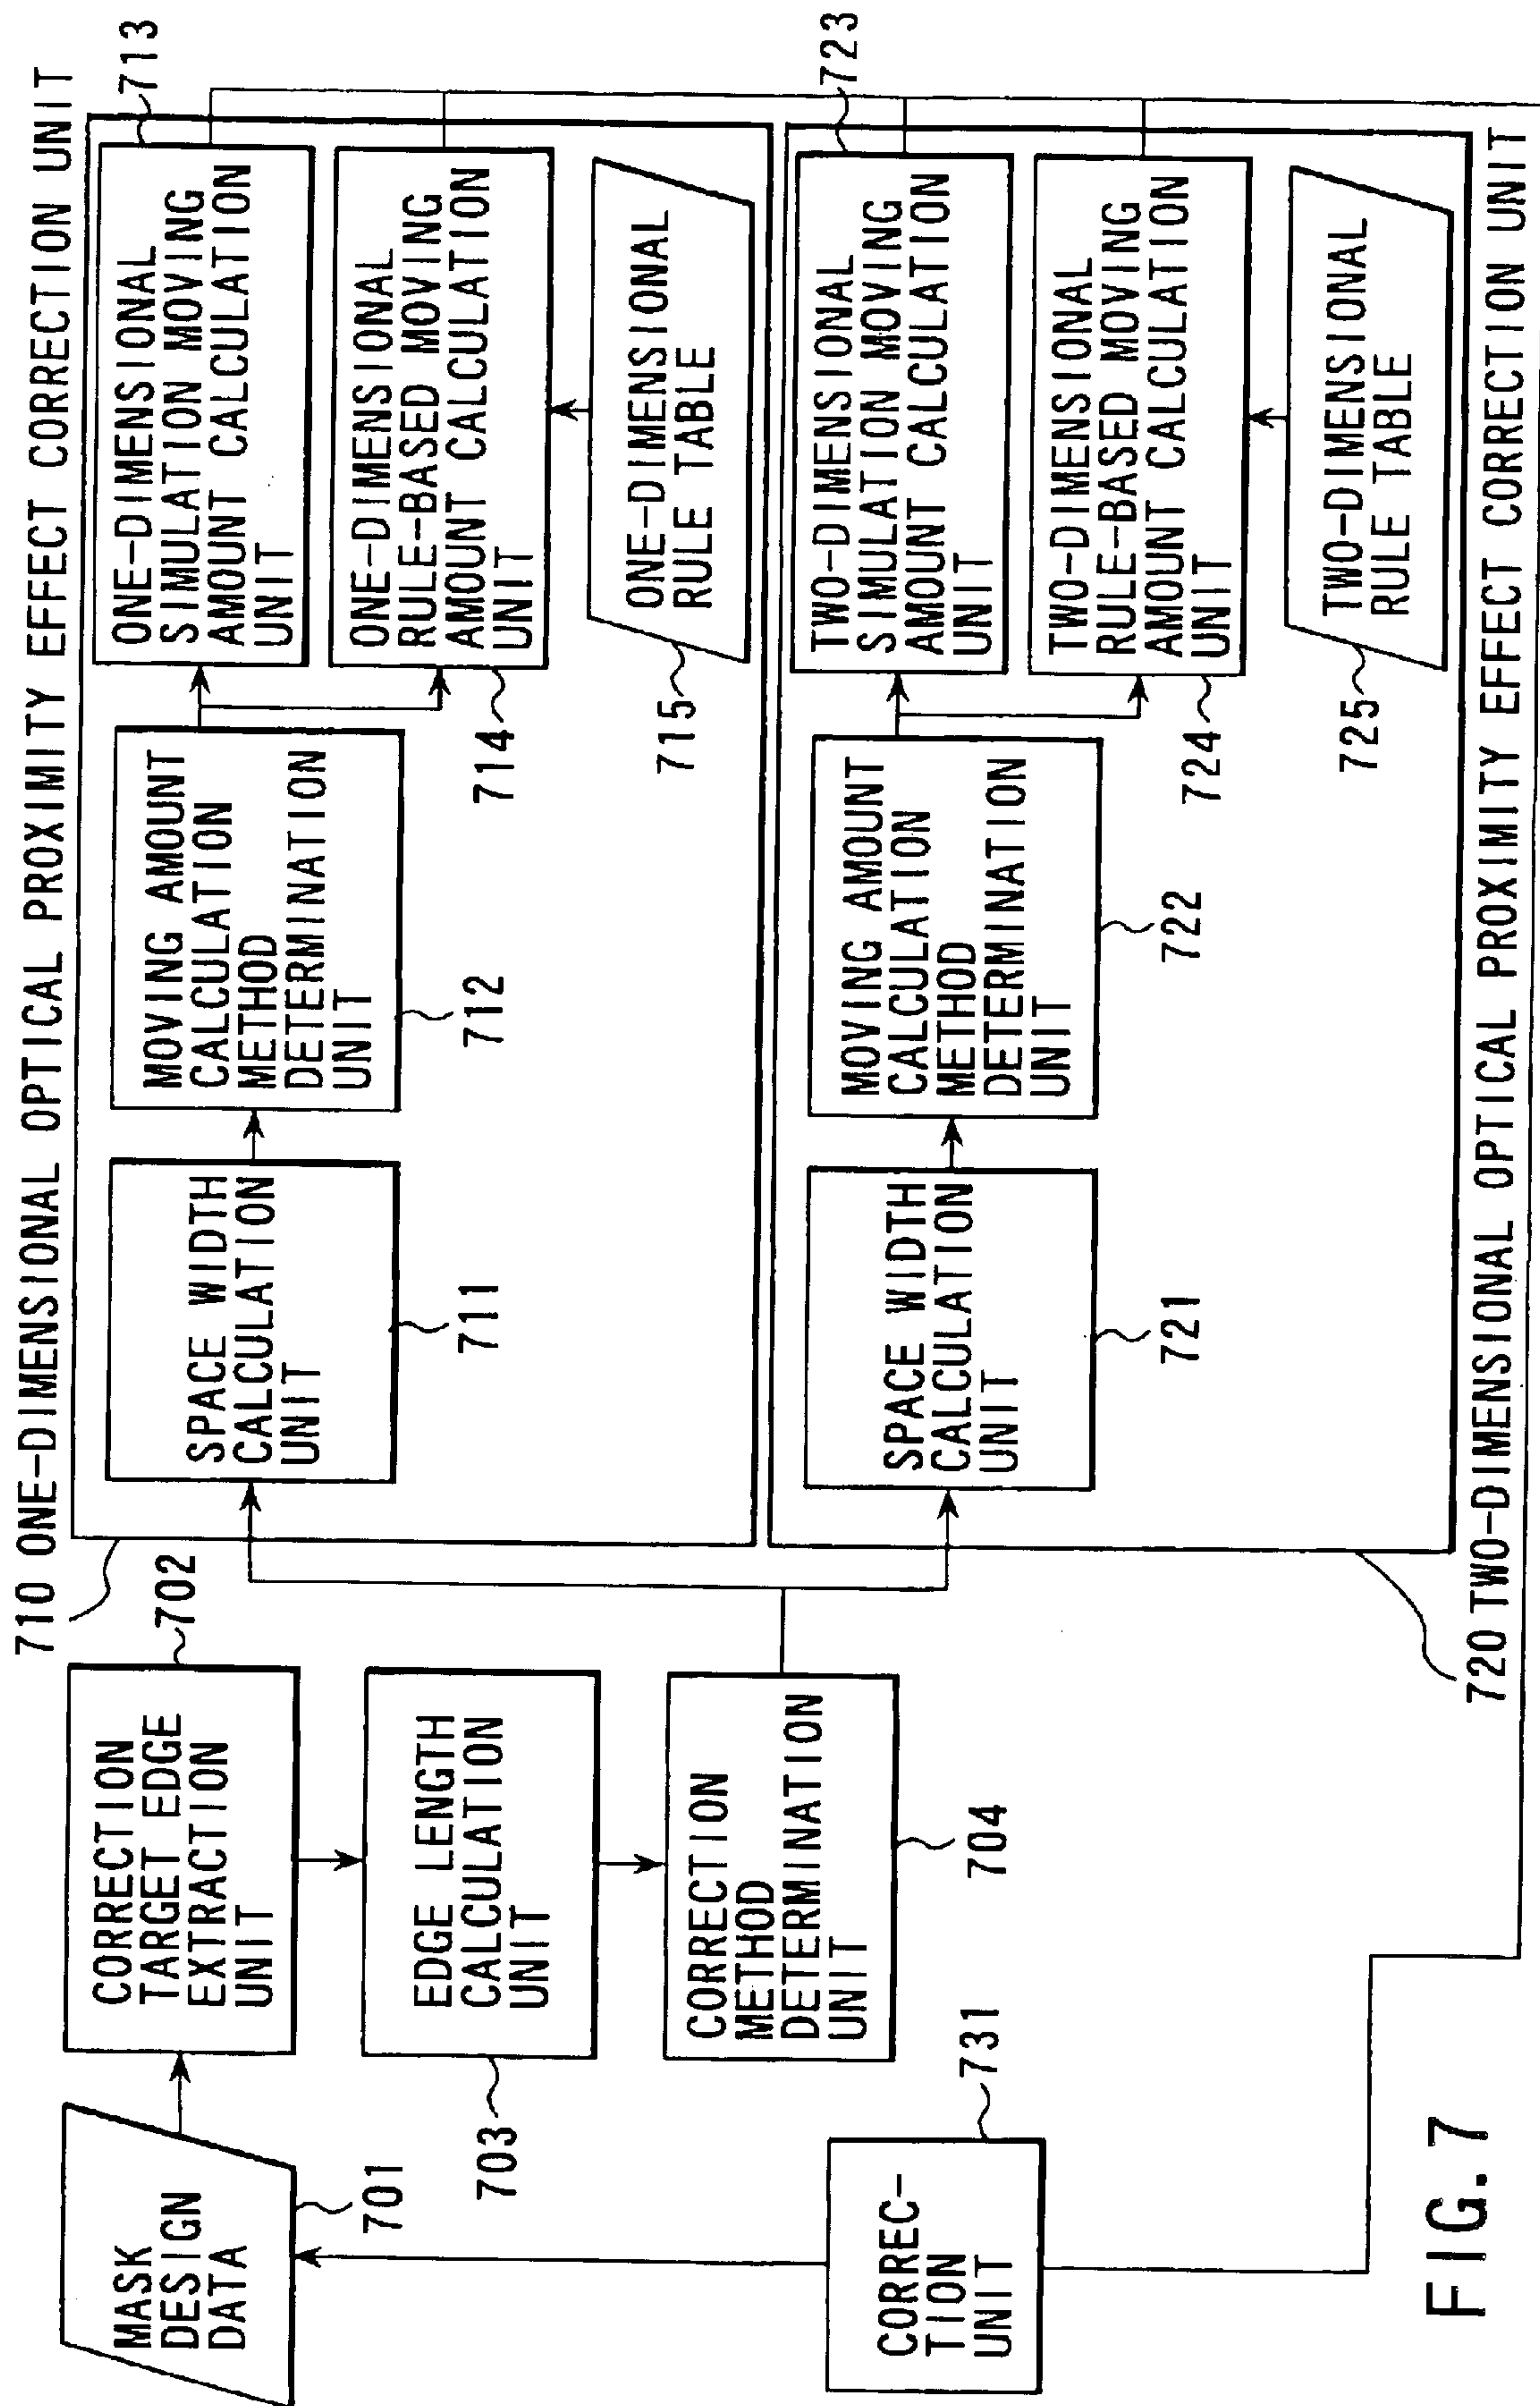 710 ONE-DIMENSIONAL OPTICAL PROXIMITY EFFECT CORRECTION UNIT
MASK
DESIGN
DATA
701
CORRECTION
TARGET EDGE
EXTRACTION
UNIT
702
EDGE LENGTH
CALCULATION
UNIT
703
CORRECTION
METHOD
DETERMINATION
UNIT
704
SPACE WIDTH
CALCULATION
UNIT
711
MOVING AMOUNT
CALCULATION
METHOD
DETERMINATION
UNIT
712
ONE-DIMENSIONAL
SIMULATION MOVING
AMOUNT CALCULATION
UNIT
713
ONE-DIMENSIONAL
RULE-BASED MOVING
AMOUNT CALCULATION
UNIT
714
ONE-DIMENSIONAL
RULE TABLE
715
SPACE WIDTH
CALCULATION
UNIT
721
MOVING AMOUNT
CALCULATION
METHOD
DETERMINATION
UNIT
722
TWO-DIMENSIONAL
SIMULATION MOVING
AMOUNT CALCULATION
UNIT
723
TWO-DIMENSIONAL
RULE-BASED MOVING
AMOUNT CALCULATION
UNIT
724
TWO-DIMENSIONAL
RULE TABLE
725
720 TWO-DIMENSIONAL OPTICAL PROXIMITY EFFECT CORRECTION UNIT
CORREC-
TION
UNIT
731
FIG. 7